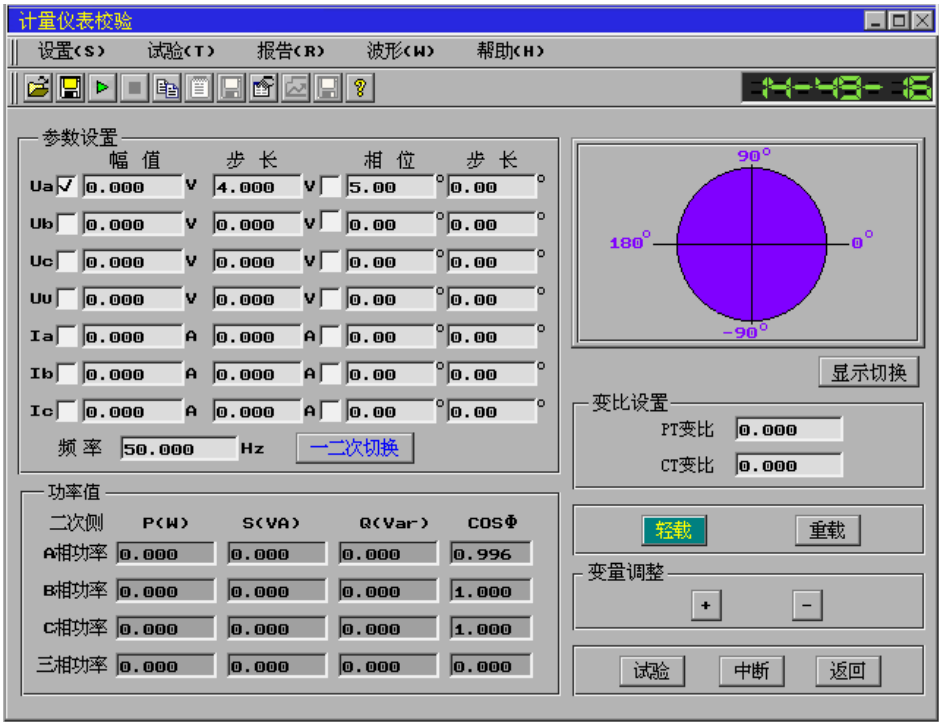 计量仪表校验
设置(S) 试验(T) 报告(R) 波形(W) 帮助(H)
14-49-16
参数设置
幅值 步长 相位 步长
Ua 0.000 V 4.000 V 5.00 ° 0.00 °
Ub 0.000 V 0.000 V 0.00 ° 0.00 °
Uc 0.000 V 0.000 V 0.00 ° 0.00 °
Uu 0.000 V 0.000 V 0.00 ° 0.00 °
Ia 0.000 A 0.000 A 0.00 ° 0.00 °
Ib 0.000 A 0.000 A 0.00 ° 0.00 °
Ic 0.000 A 0.000 A 0.00 ° 0.00 °
频率 50.000 Hz 一二次切换
90°
180° 0°
-90°
显示切换
变比设置
PT变比 0.000
CT变比 0.000
功率值
二次侧 P(W) S(VA) Q(Var) COSΦ
A相功率 0.000 0.000 0.000 0.996
B相功率 0.000 0.000 0.000 1.000
C相功率 0.000 0.000 0.000 1.000
三相功率 0.000 0.000 0.000 0.000
轻载 重载
变量调整
+ -
试验 中断 返回